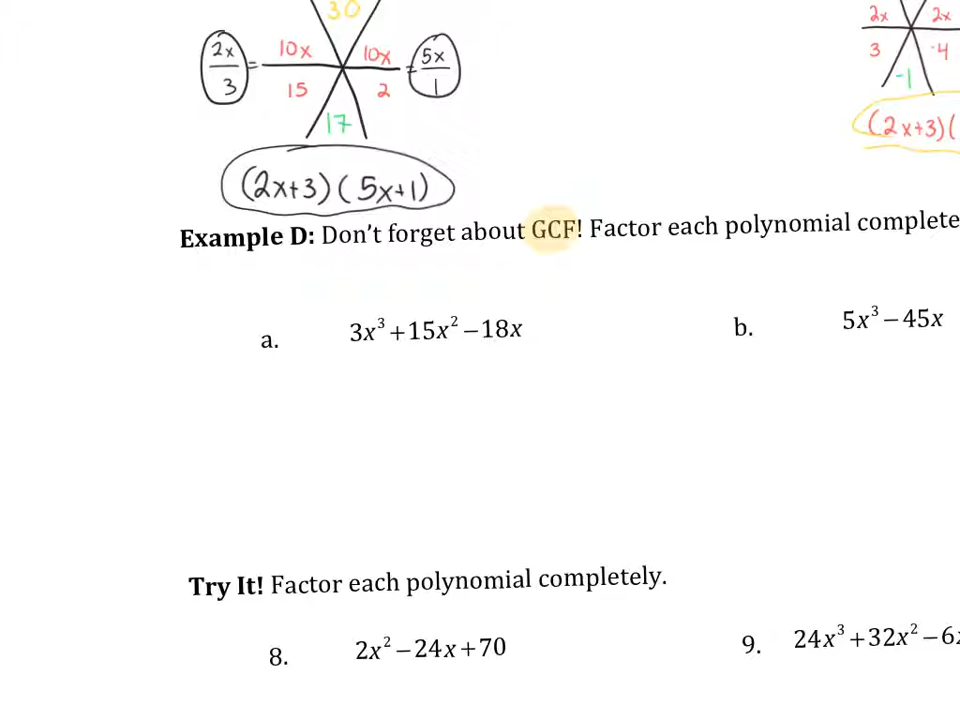 30
2x 10x 10x 5x
3 = 15 2 = 1
17
(2x+3)(5x+1)
2x 2x
3 -4
-1
(2x+3)(
Example D: Don't forget about GCF! Factor each polynomial complete
a. 3x³+15x²−18x b. 5x³−45x
Try It! Factor each polynomial completely.
8. 2x²−24x+70 9. 24x³+32x²−6